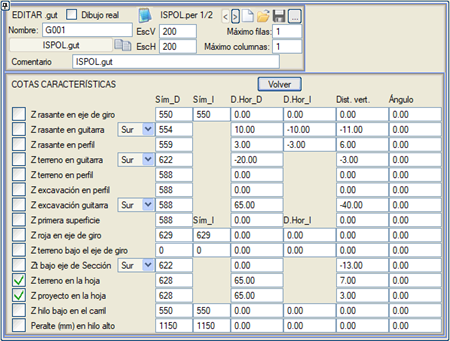 EDITAR .gut Dibujo real ISPOL.per 1/2 < > ...
Nombre: G001 EscV 200 Máximo filas: 1
ISPOL.gut EscH 200 Máximo columnas: 1
Comentario ISPOL.gut
COTAS CARACTERÍSTICAS Volver
Sím_D Sím_I D.Hor_D D.Hor_I Dist. vert. Ángulo
Z rasante en eje de giro 550 550 0.00 0.00 0.00 0.00
Z rasante en guitarra Sur 554 10.00 -10.00 -11.00 0.00
Z rasante en perfil 559 3.00 -3.00 6.00 0.00
Z terreno en guitarra Sur 622 -20.00 -3.00 0.00
Z terreno en perfil 588 0.00 0.00 0.00
Z excavación en perfil 588 0.00 0.00 0.00
Z excavación guitarra Sur 588 65.00 -40.00 0.00
Z primera superficie 588 Sím_I 0.00 D.Hor_I 0.00 0.00
Z roja en eje de giro 629 629 0.00 0.00 0.00 0.00
Z terreno bajo el eje de giro 0 0 0.00 0.00 0.00 0.00
Zt bajo eje de Sección Sur 622 0.00 -13.00 0.00
Z terreno en la hoja 628 65.00 7.00 0.00
Z proyecto en la hoja 628 65.00 3.00 0.00
Z hilo bajo en el carril 550 550 0.00 0.00 0.00 0.00
Peralte (mm) en hilo alto 1150 1150 0.00 0.00 0.00 0.00